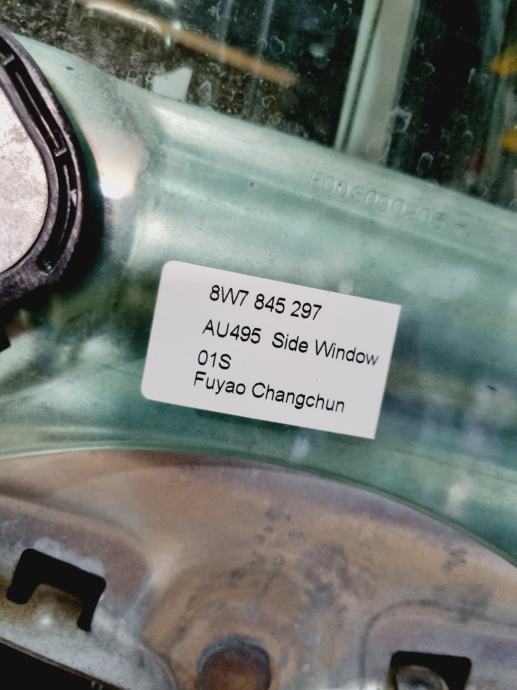 8W7 845 297
AU495 Side Window
01S
Fuyao Changchun